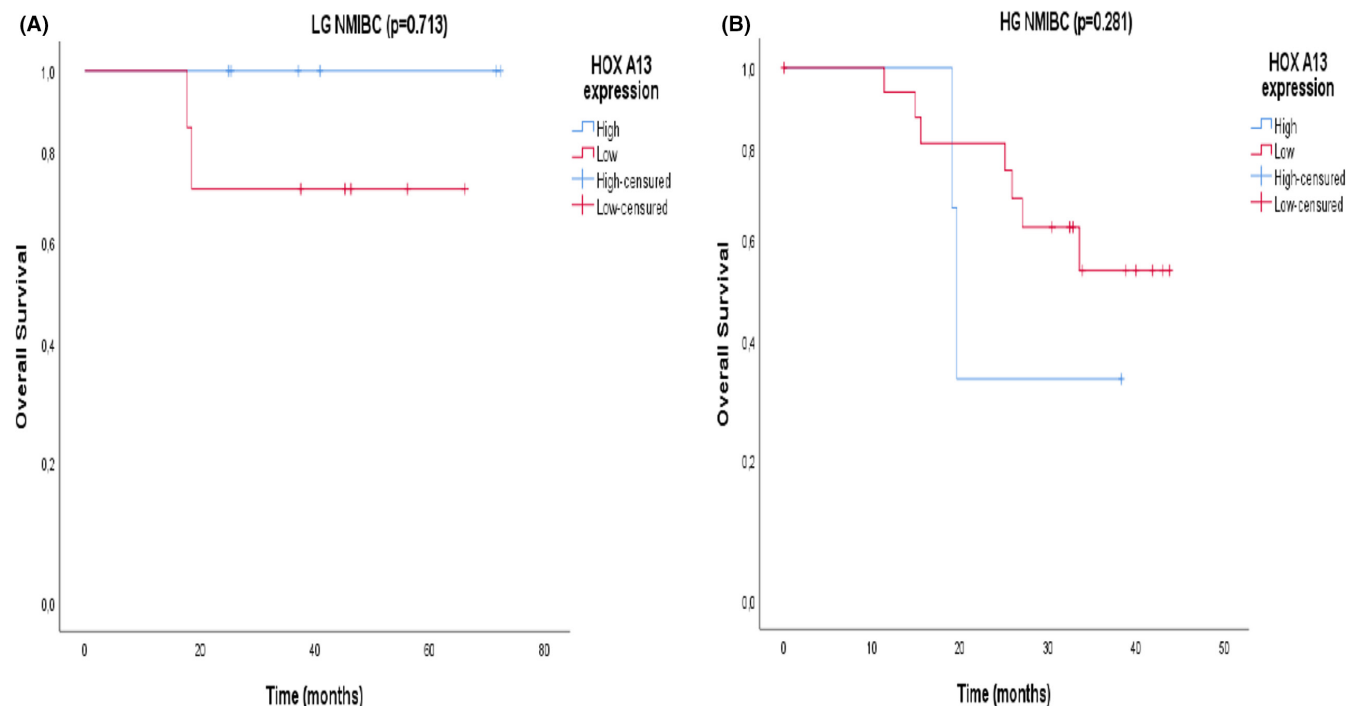 (A)
LG NMIBC (p=0.713)
HOX A13
expression
High
Low
High-censured
Low-censured
Overall Survival
1,0
0,8
0,6
0,4
0,2
0,0
0 20 40 60 80
Time (months)
(B)
HG NMIBC (p=0.281)
HOX A13
expression
High
Low
High-censured
Low-censured
Overall Survival
1,0
0,8
0,6
0,4
0,2
0,0
0 10 20 30 40 50
Time (months)